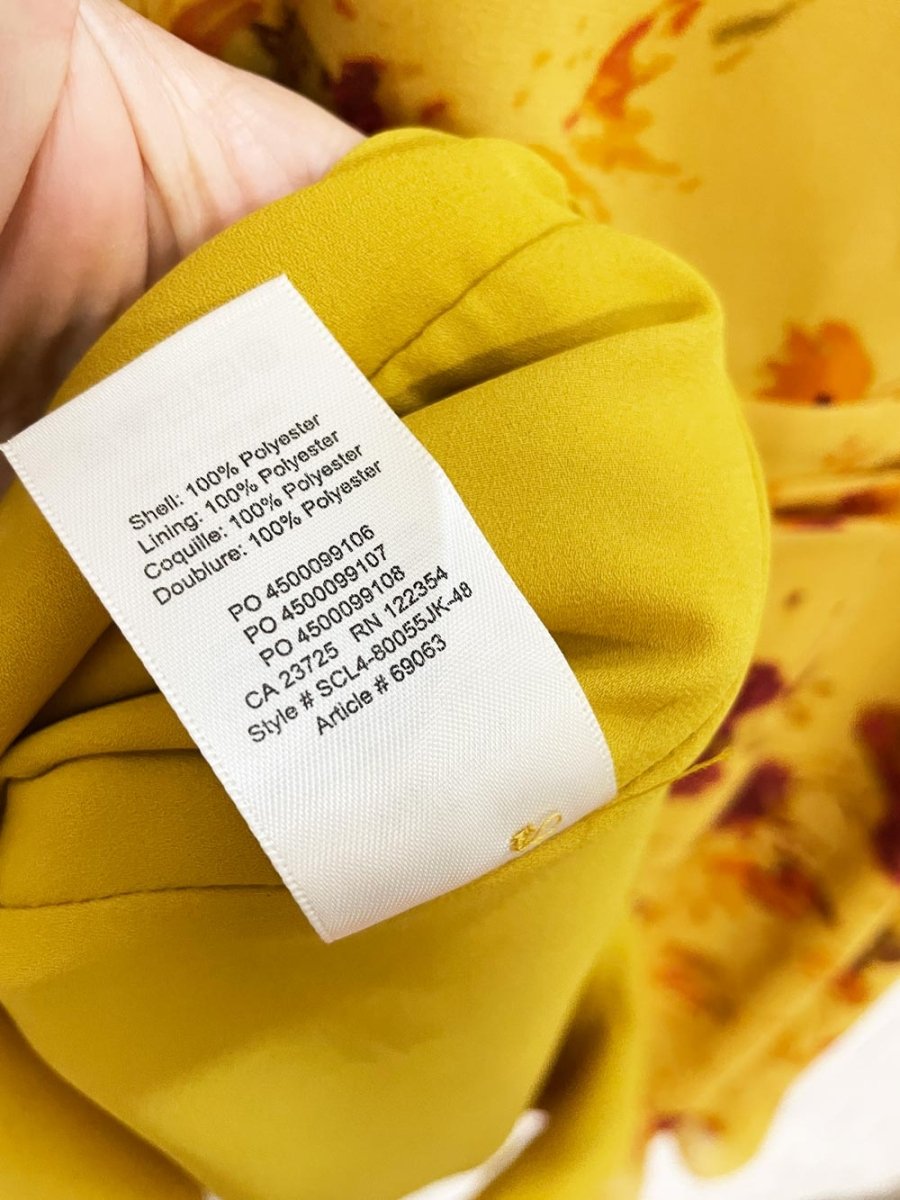 Shell: 100% Polyester
Lining: 100% Polyester
Coquille: 100% Polyester
Doublure: 100% Polyester
PO 4500099106
PO 4500099107
PO 4500099108
CA 23725 RN 122354
Style # SCL4-80055JK-48
Article # 69063